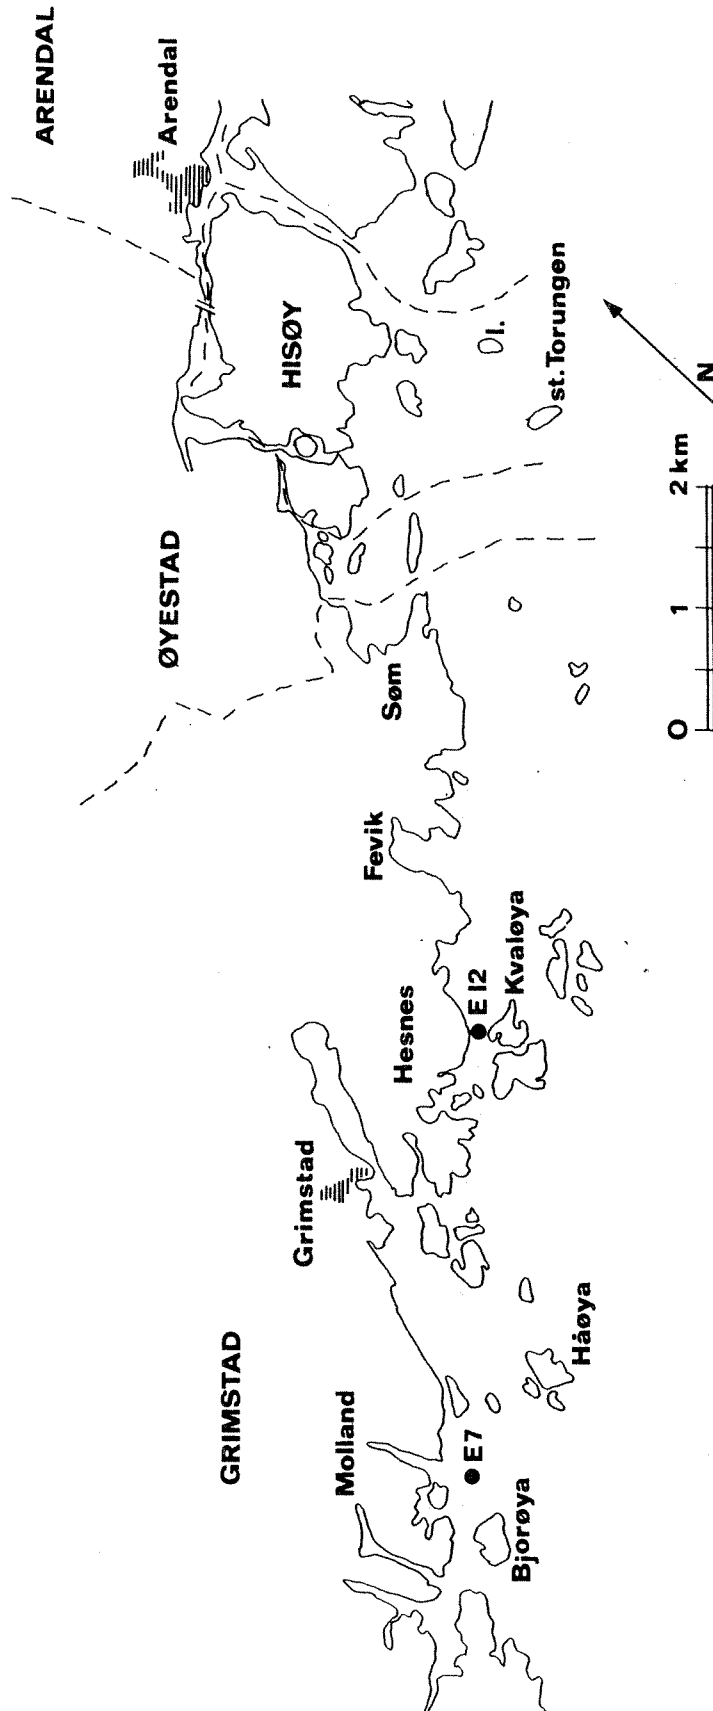 ARENDAL
Arendal
HISØY
l.
st.Torungen
N
ØYESTAD
Søm
0 1 2 km
Fevik
Hesnes
E 12
Kvaløya
Grimstad
GRIMSTAD
Håøya
Molland
E7
Bjorøya